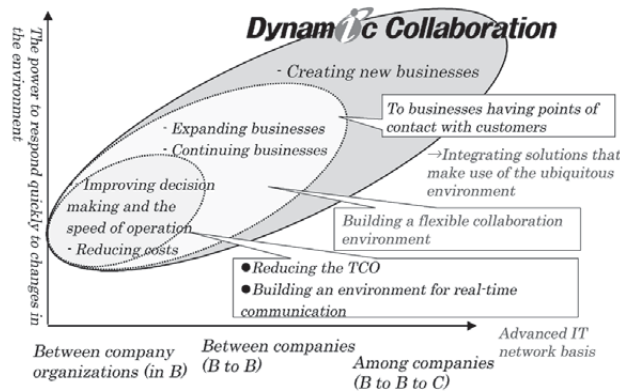 Dynamic Collaboration
- Creating new businesses
To businesses having points of
contact with customers
- Expanding businesses
- Continuing businesses
→Integrating solutions that
make use of the ubiquitous
environment
- Improving decision
making and the
speed of operation
- Reducing costs
Building a flexible collaboration
environment
●Reducing the TCO
●Building an environment for real-time
communication
The power to respond quickly to changes in
the environment
Advanced IT
network basis
Between company
organizations (in B)
Between companies
(B to B)
Among companies
(B to B to C)